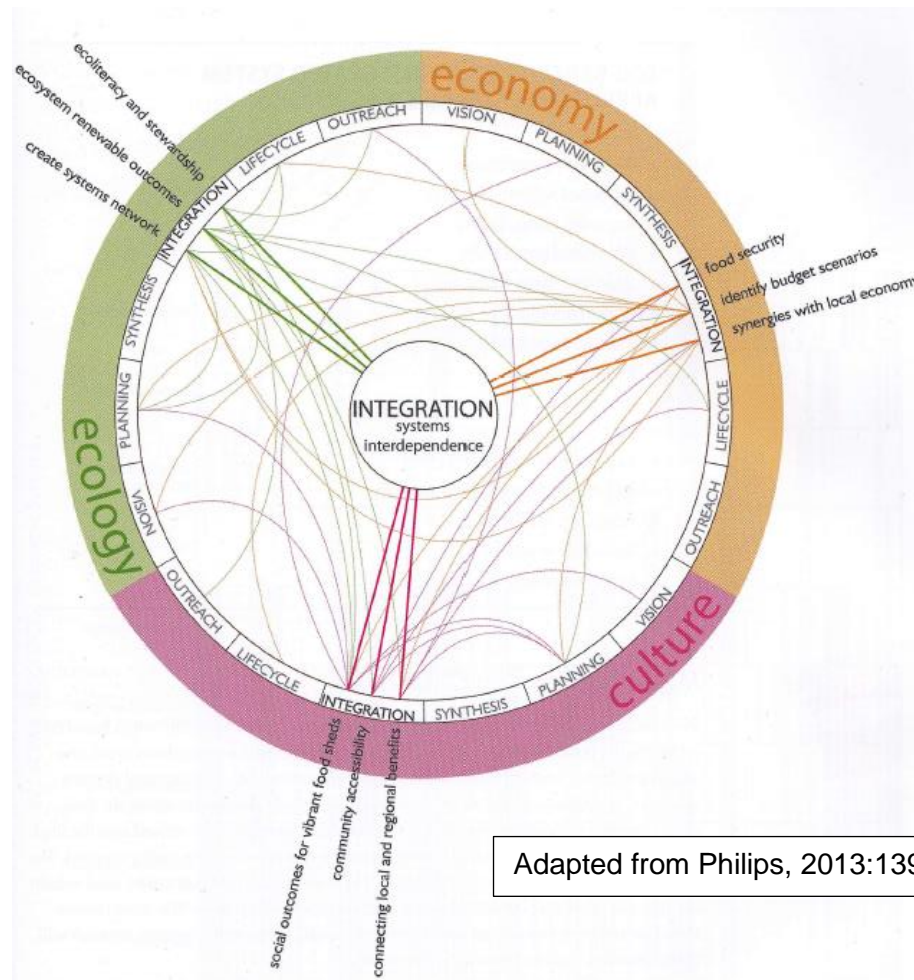 economy
VISION
PLANNING
SYNTHESIS
INTEGRATION
LIFECYCLE
OUTREACH
food security
identify budget scenarios
synergies with local economy
culture
VISION
PLANNING
SYNTHESIS
INTEGRATION
LIFECYCLE
OUTREACH
connecting local and regional benefits
community accessibility
social outcomes for vibrant food sheds
ecology
VISION
PLANNING
SYNTHESIS
INTEGRATION
LIFECYCLE
OUTREACH
create systems network
ecosystem renewable outcomes
ecoliteracy and stewardship
INTEGRATION
systems
interdependence
Adapted from Philips, 2013:139